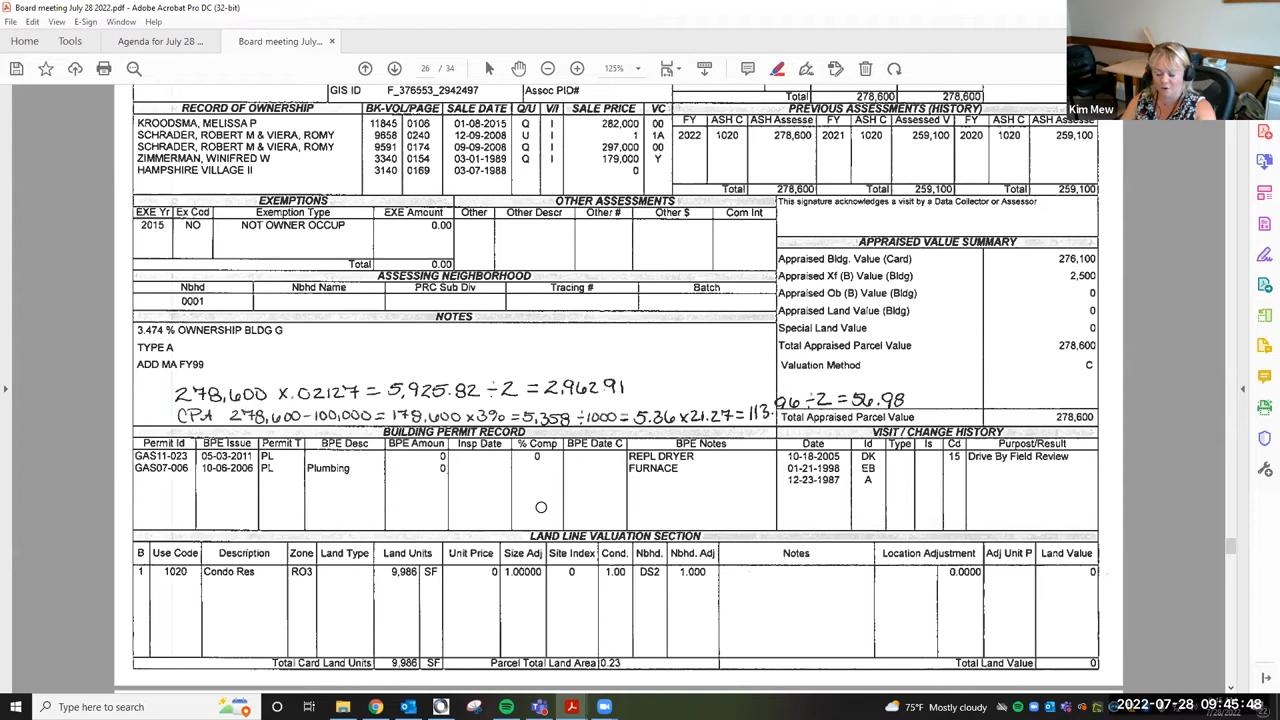 Board meeting July 28 2022.pdf - Adobe Acrobat Pro DC (32-bit)
File Edit View E-Sign Window Help
Home Tools Agenda for July 28 ... Board meeting July... ×
26 / 34 125%
Kim Mew
GIS ID F_376553_2942497 Assoc PID#
Total 278,600 278,600
RECORD OF OWNERSHIP BK-VOL/PAGE SALE DATE Q/U V/I SALE PRICE VC PREVIOUS ASSESSMENTS (HISTORY)
KROODSMA, MELISSA P 11845 0106 01-08-2015 Q I 282,000 00
SCHRADER, ROBERT M & VIERA, ROMY 9658 0240 12-09-2008 U I 1 1A
SCHRADER, ROBERT M & VIERA, ROMY 9591 0174 09-09-2008 Q I 297,000 00
ZIMMERMAN, WINIFRED W 3340 0154 03-01-1989 Q I 179,000 Y
HAMPSHIRE VILLAGE II 3140 0169 03-07-1988 0
FY ASH C ASH Assesse FY ASH C Assessed V FY ASH C ASH Assesse
2022 1020 278,600 2021 1020 259,100 2020 1020 259,100
Total 278,600 Total 259,100 Total 259,100
EXEMPTIONS OTHER ASSESSMENTS
This signature acknowledges a visit by a Data Collector or Assessor
EXE Yr Ex Cod Exemption Type EXE Amount Other Other Descr Other # Other $ Com Int
2015 NO NOT OWNER OCCUP 0.00
Total 0.00
ASSESSING NEIGHBORHOOD
Nbhd Nbhd Name PRC Sub Div Tracing # Batch
0001
APPRAISED VALUE SUMMARY
Appraised Bldg. Value (Card) 276,100
Appraised Xf (B) Value (Bldg) 2,500
Appraised Ob (B) Value (Bldg) 0
Appraised Land Value (Bldg) 0
Special Land Value 0
Total Appraised Parcel Value 278,600
Valuation Method C
Total Appraised Parcel Value 278,600
NOTES
3.474 % OWNERSHIP BLDG G
TYPE A
ADD MA FY99
278,600 x .02127 = 5,925.82 ÷ 2 = 2,962.91
CPA 278,600-100,000= 178,600 x3% =5,358 ÷1000 = 5.36 x 21.27 = 113.96 ÷ 2 = 56.98
BUILDING PERMIT RECORD
Permit Id BPE Issue Permit T BPE Desc BPE Amoun Insp Date % Comp BPE Date C BPE Notes
GAS11-023 05-03-2011 PL 0 0 REPL DRYER
GAS07-006 10-06-2006 PL Plumbing 0 FURNACE
VISIT / CHANGE HISTORY
Date Id Type Is Cd Purpost/Result
10-18-2005 DK 15 Drive By Field Review
01-21-1998 EB
12-23-1987 A
LAND LINE VALUATION SECTION
B Use Code Description Zone Land Type Land Units Unit Price Size Adj Site Index Cond. Nbhd. Nbhd. Adj Notes Location Adjustment Adj Unit P Land Value
1 1020 Condo Res RO3 9,986 SF 0 1.00000 0 1.00 DS2 1.000 0.0000 0
Total Card Land Units 9,986 SF Parcel Total Land Area 0.23 Total Land Value 0
Type here to search
75°F Mostly cloudy
2022-07-28 09:45:48